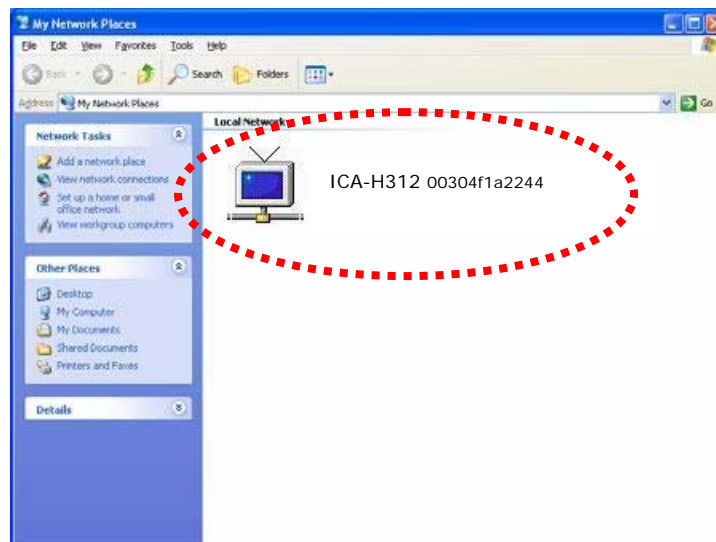 My Network Places
File Edit View Favorites Tools Help
Back Search Folders
Address My Network Places Go
Network Tasks
Add a network place
View network connections
Set up a home or small
office network
View workgroup computers
Other Places
Desktop
My Computer
My Documents
Shared Documents
Printers and Faxes
Details
Local Network
ICA-H312 00304f1a2244